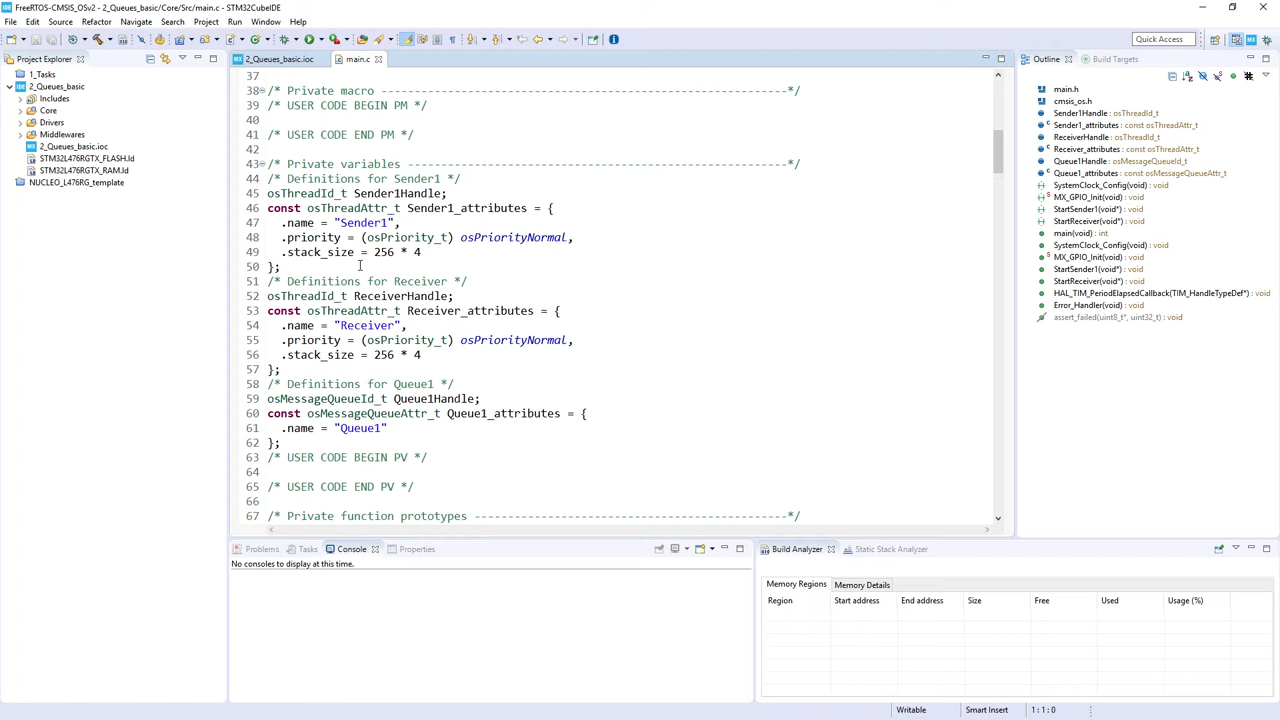 FreeRTOS-CMSIS_OSv2 - 2_Queues_basic/Core/Src/main.c - STM32CubeIDE
File Edit Source Refactor Navigate Search Project Run Window Help
Quick Access
Project Explorer
1_Tasks
2_Queues_basic
Includes
Core
Drivers
Middlewares
2_Queues_basic.ioc
STM32L476RGTX_FLASH.ld
STM32L476RGTX_RAM.ld
NUCLEO_L476RG_template
2_Queues_basic.ioc
main.c
37
38 /* Private macro -------------------------------------------------------------*/
39 /* USER CODE BEGIN PM */
40
41 /* USER CODE END PM */
42
43 /* Private variables ---------------------------------------------------------*/
44 /* Definitions for Sender1 */
45 osThreadId_t Sender1Handle;
46 const osThreadAttr_t Sender1_attributes = {
47   .name = "Sender1",
48   .priority = (osPriority_t) osPriorityNormal,
49   .stack_size = 256 * 4
50 };
51 /* Definitions for Receiver */
52 osThreadId_t ReceiverHandle;
53 const osThreadAttr_t Receiver_attributes = {
54   .name = "Receiver",
55   .priority = (osPriority_t) osPriorityNormal,
56   .stack_size = 256 * 4
57 };
58 /* Definitions for Queue1 */
59 osMessageQueueId_t Queue1Handle;
60 const osMessageQueueAttr_t Queue1_attributes = {
61   .name = "Queue1"
62 };
63 /* USER CODE BEGIN PV */
64
65 /* USER CODE END PV */
66
67 /* Private function prototypes -----------------------------------------------*/
Outline
Build Targets
main.h
cmsis_os.h
Sender1Handle : osThreadId_t
Sender1_attributes : const osThreadAttr_t
ReceiverHandle : osThreadId_t
Receiver_attributes : const osThreadAttr_t
Queue1Handle : osMessageQueueId_t
Queue1_attributes : const osMessageQueueAttr_t
SystemClock_Config(void) : void
MX_GPIO_Init(void) : void
StartSender1(void*) : void
StartReceiver(void*) : void
main(void) : int
SystemClock_Config(void) : void
MX_GPIO_Init(void) : void
StartSender1(void*) : void
StartReceiver(void*) : void
HAL_TIM_PeriodElapsedCallback(TIM_HandleTypeDef*) : void
Error_Handler(void) : void
assert_failed(uint8_t*, uint32_t) : void
Problems
Tasks
Console
Properties
No consoles to display at this time.
Build Analyzer
Static Stack Analyzer
Memory Regions
Memory Details
Region Start address End address Size Free Used Usage (%)
Writable
Smart Insert
1 : 1 : 0